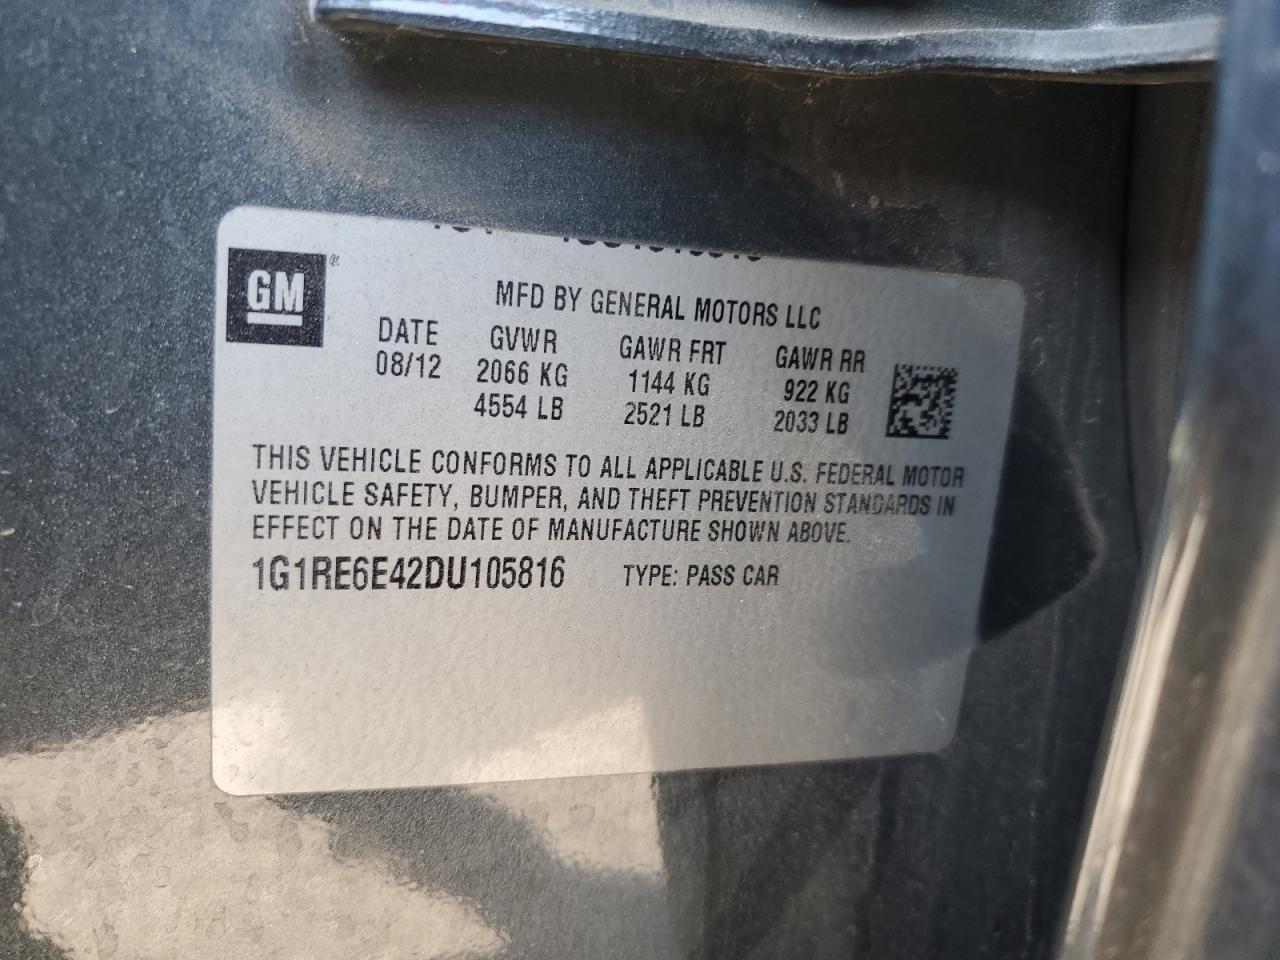 GM
MFD BY GENERAL MOTORS LLC
DATE GVWR GAWR FRT GAWR RR
08/12 2066 KG 1144 KG 922 KG
4554 LB 2521 LB 2033 LB
THIS VEHICLE CONFORMS TO ALL APPLICABLE U.S. FEDERAL MOTOR
VEHICLE SAFETY, BUMPER, AND THEFT PREVENTION STANDARDS IN
EFFECT ON THE DATE OF MANUFACTURE SHOWN ABOVE.
1G1RE6E42DU105816 TYPE: PASS CAR